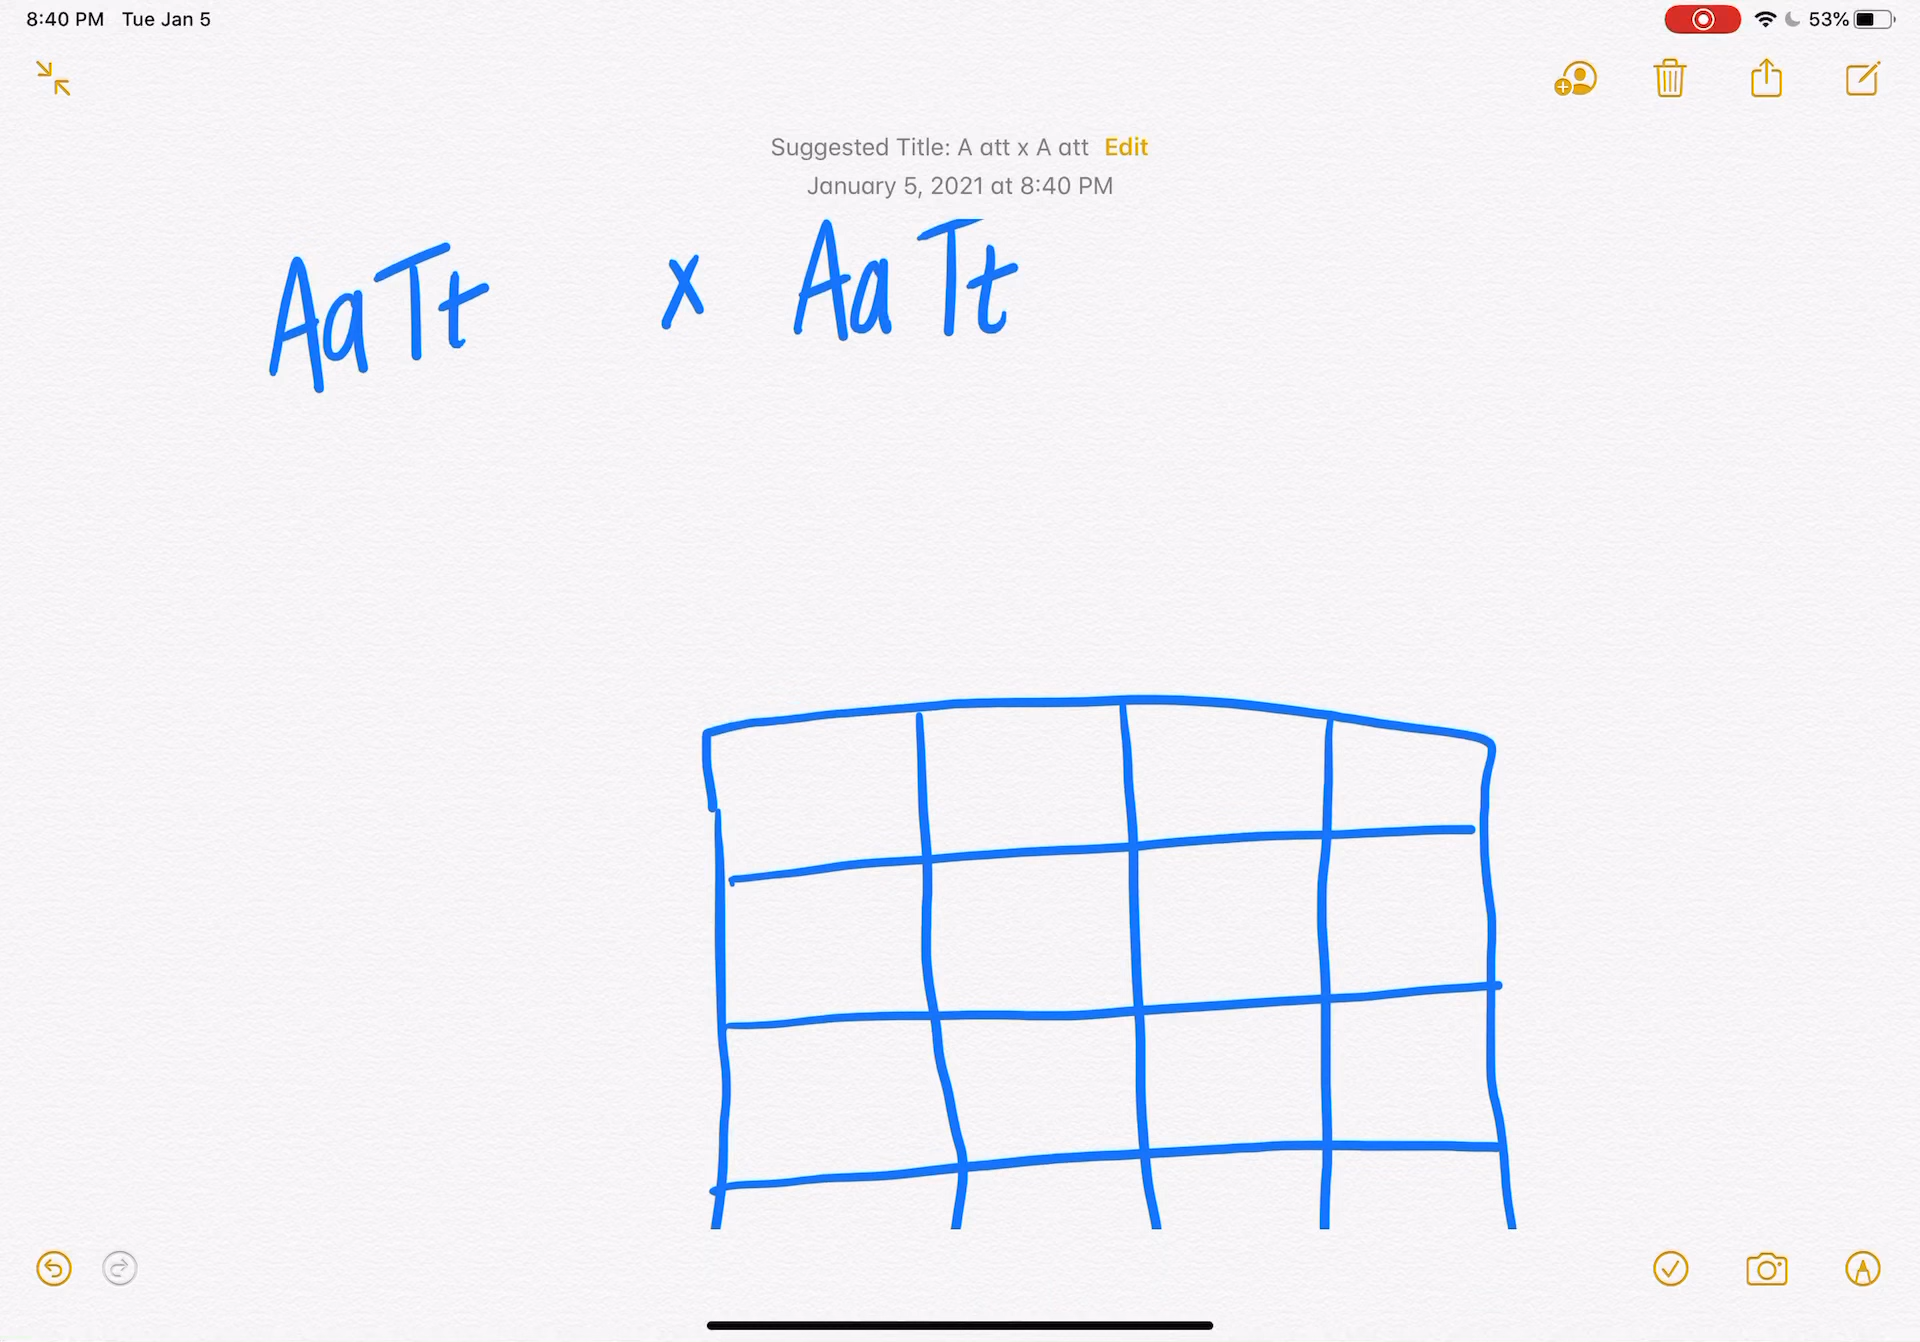 8:40 PM Tue Jan 5 53%
Suggested Title: A att x A att Edit
January 5, 2021 at 8:40 PM
AaTt x AaTt